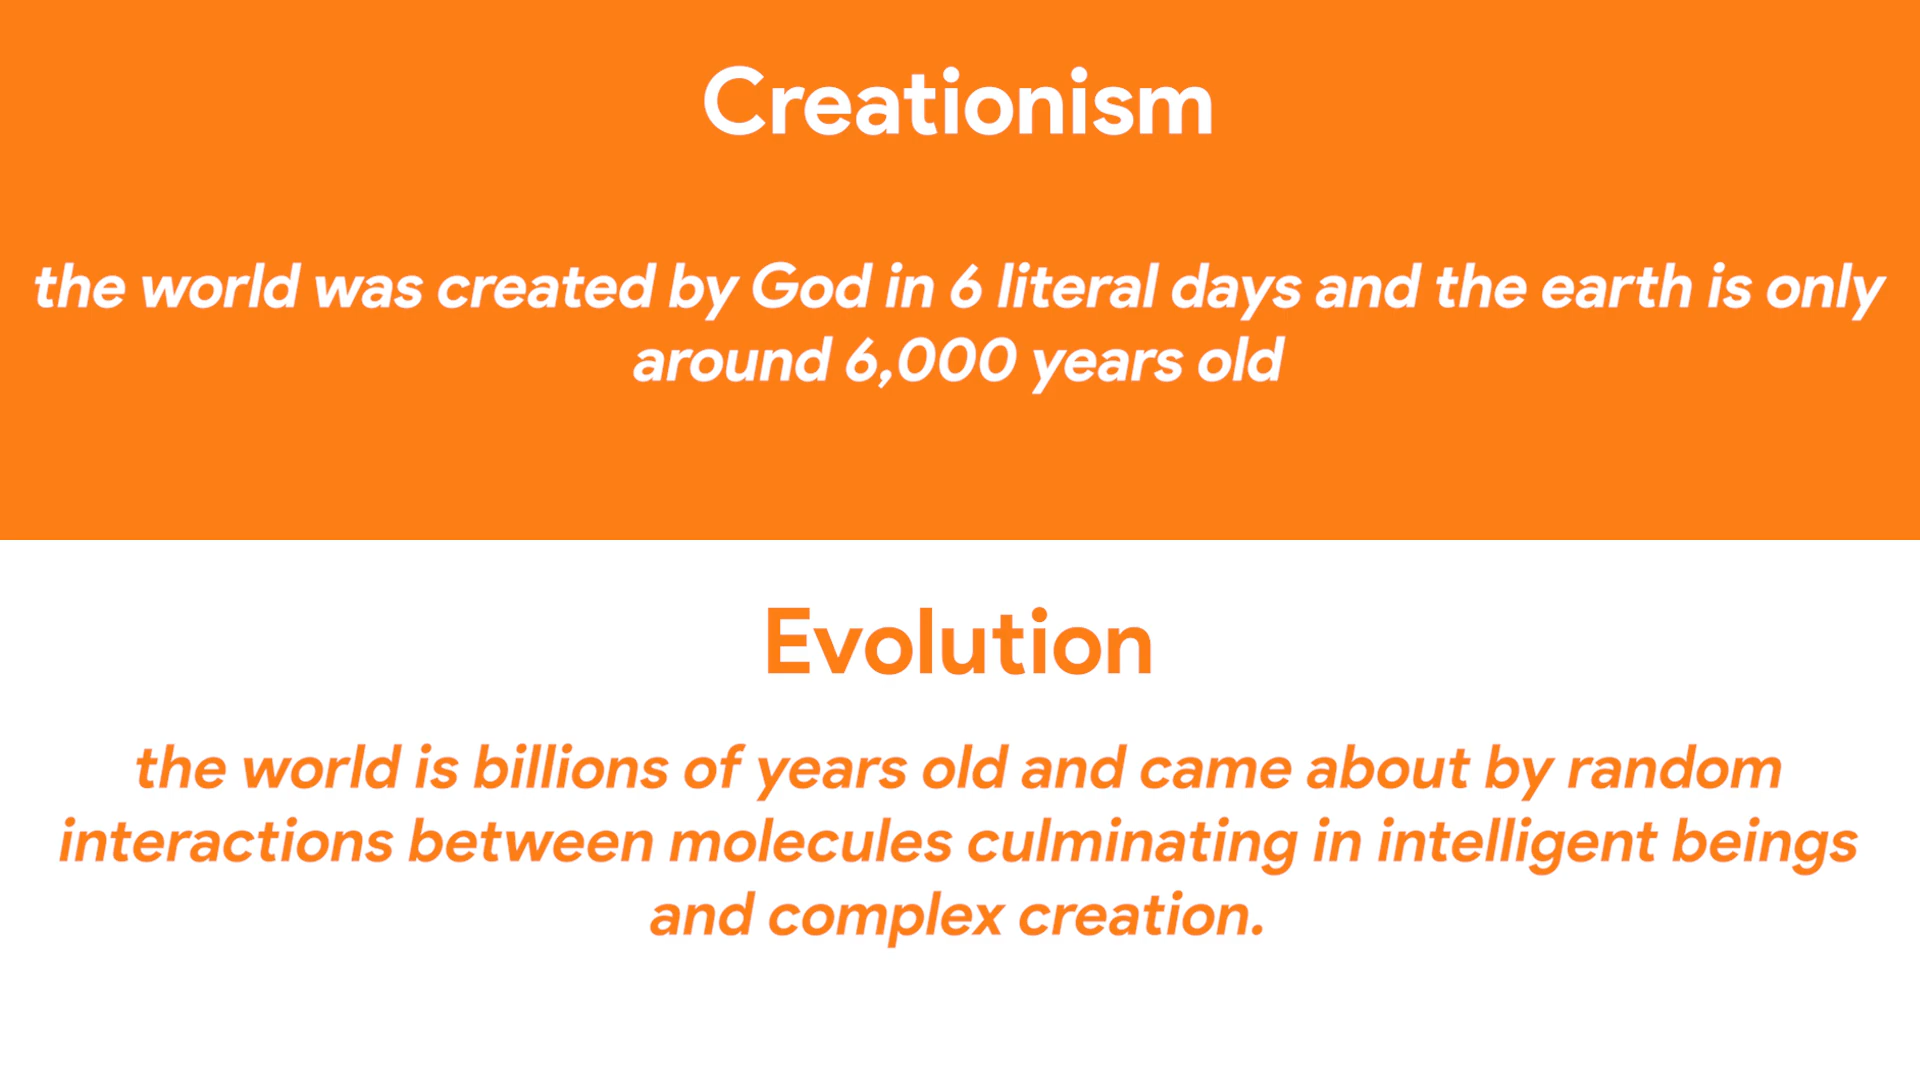 Creationism
the world was created by God in 6 literal days and the earth is only
around 6,000 years old
Evolution
the world is billions of years old and came about by random
interactions between molecules culminating in intelligent beings
and complex creation.